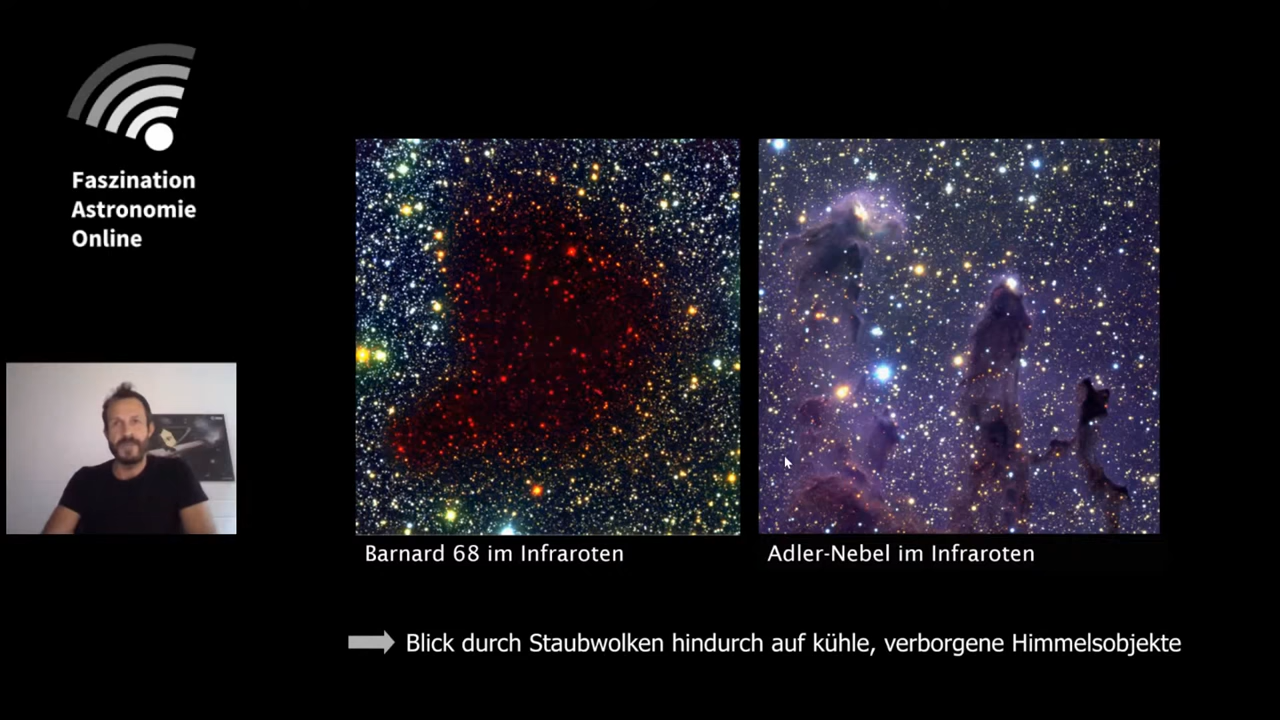 Faszination
Astronomie
Online
Barnard 68 im Infraroten
Adler-Nebel im Infraroten
Blick durch Staubwolken hindurch auf kühle, verborgene Himmelsobjekte